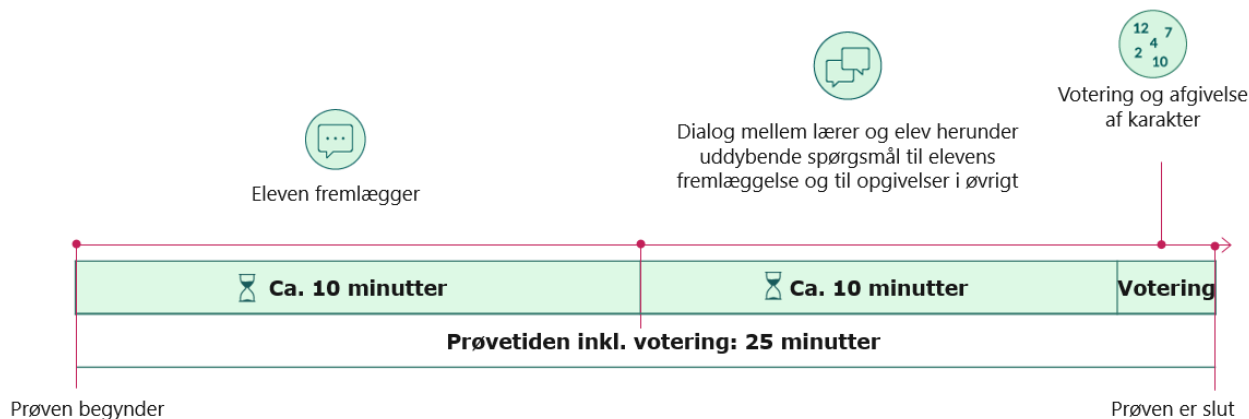 12 7
4
2 10
Votering og afgivelse
af karakter
Dialog mellem lærer og elev herunder
uddybende spørgsmål til elevens
fremlæggelse og til opgivelser i øvrigt
Eleven fremlægger
Ca. 10 minutter
Ca. 10 minutter
Votering
Prøvetiden inkl. votering: 25 minutter
Prøven begynder
Prøven er slut